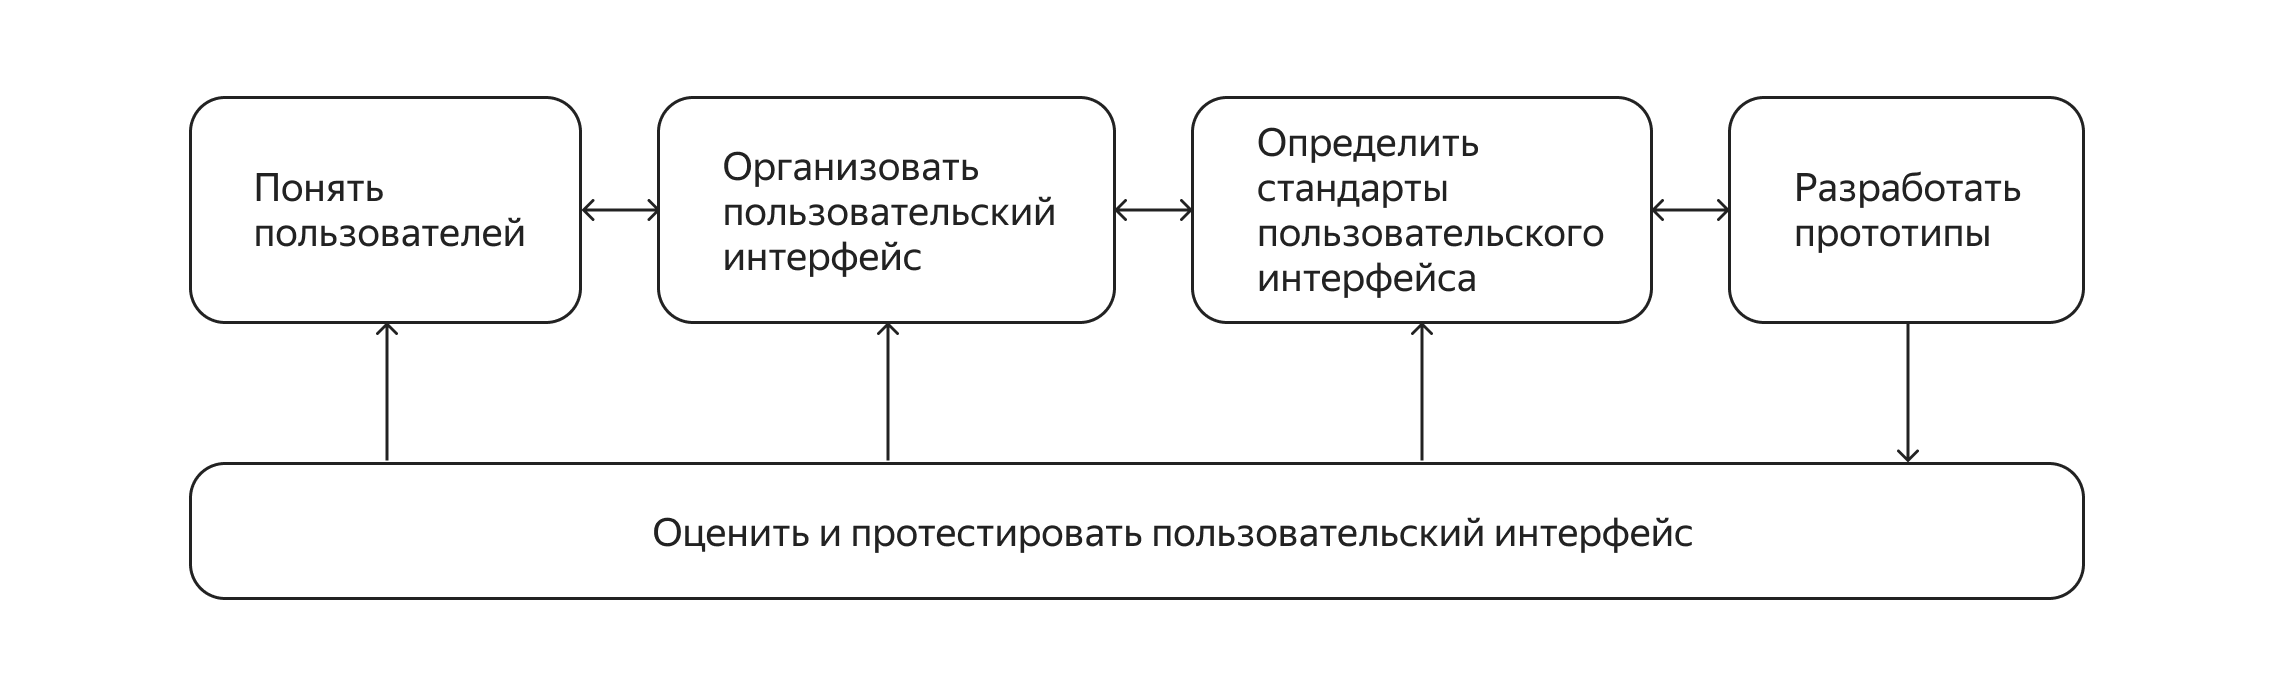 Понять
пользователей
Организовать
пользовательский
интерфейс
Определить
стандарты
пользовательского
интерфейса
Разработать
прототипы
Оценить и протестировать пользовательский интерфейс